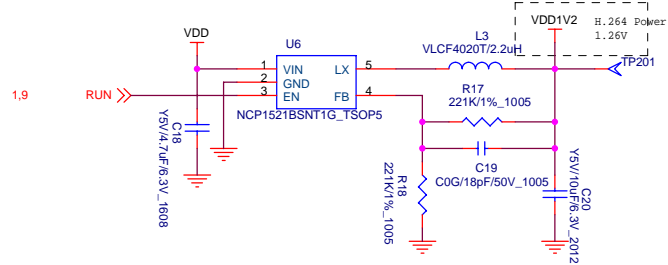 VDD1V2
H.264 Power
1.26V
VDD
L3
VLCF4020T/2.2uH
U6
TP201
1 VIN LX 5
2 GND
3 EN FB 4
1,9
RUN
NCP1521BSNT1G_TSOP5
R17
221K/1%_1005
C18
Y5V/4.7uF/6.3V_1608
C19
C0G/18pF/50V_1005
R18
221K/1%_1005
C20
Y5V/10uF/6.3V_2012